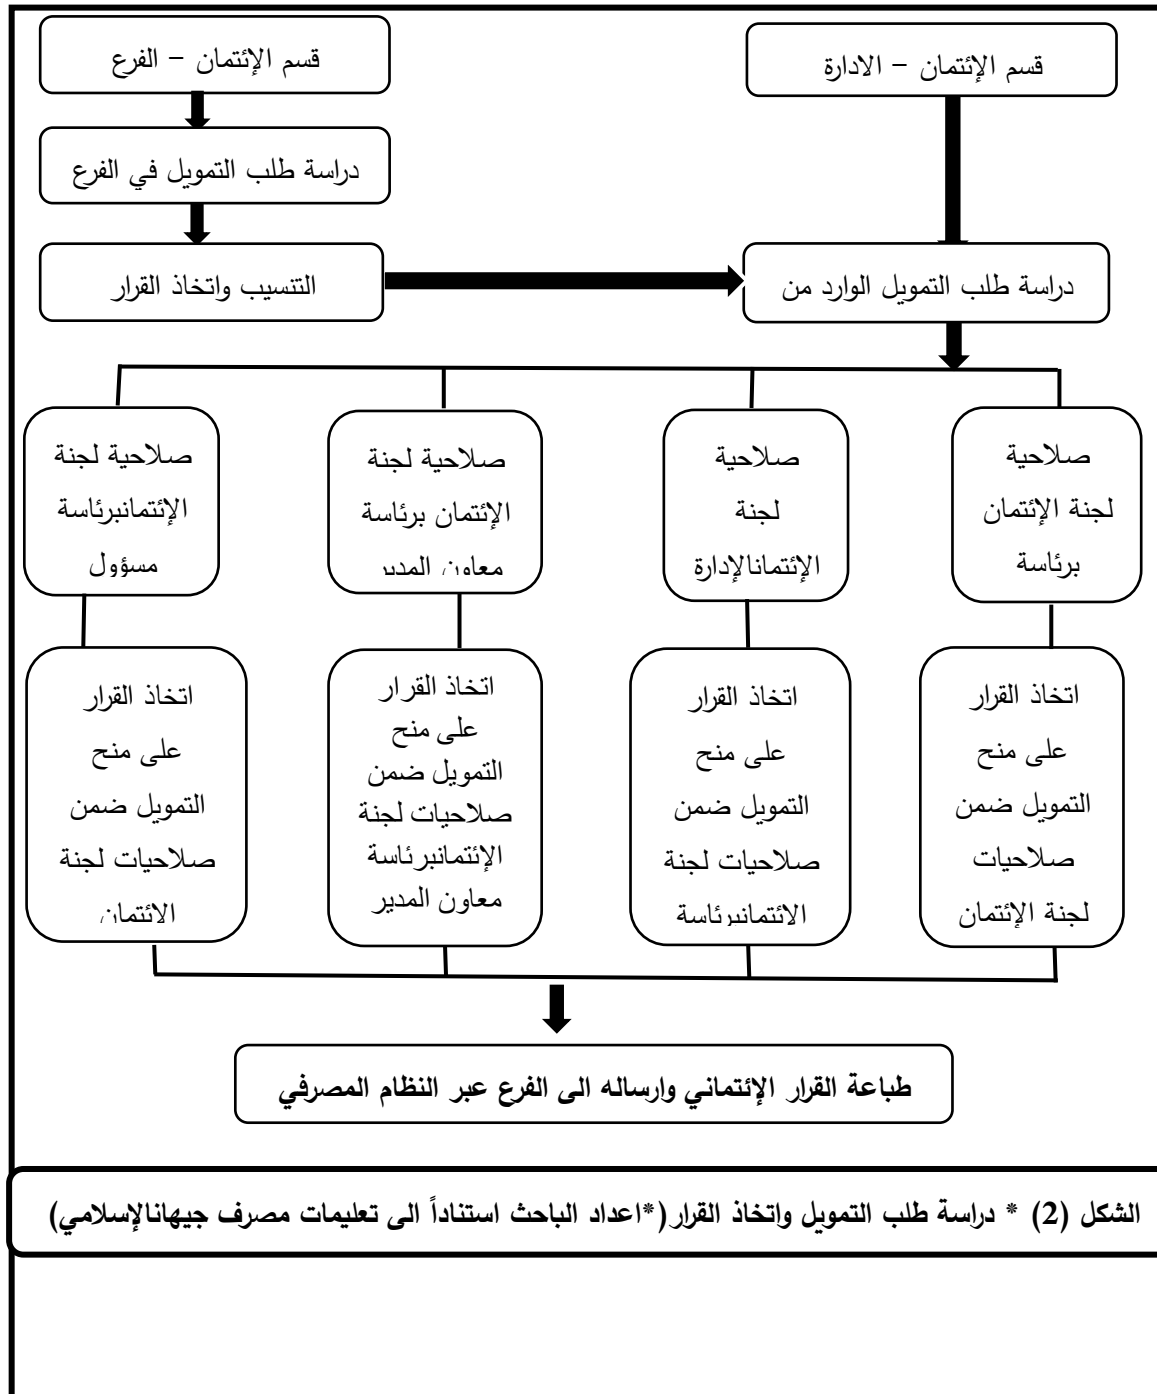 قسم الإئتمان – الادارة
قسم الإئتمان – الفرع
دراسة طلب التمويل في الفرع
دراسة طلب التمويل الوارد من
التنسيب واتخاذ القرار
صلاحية
لجنة الإئتمان
برئاسة
صلاحية
لجنة
الإئتمانالإدارة
صلاحية لجنة
الإئتمان برئاسة
معاون المدير
صلاحية لجنة
الإئتمانبرئاسة
مسؤول
اتخاذ القرار
على منح
التمويل ضمن
صلاحيات
لجنة الإئتمان
اتخاذ القرار
على منح
التمويل ضمن
صلاحيات لجنة
الائتمانبرئاسة
اتخاذ القرار
على منح
التمويل ضمن
صلاحيات لجنة
الإئتمانبرئاسة
معاون المدير
اتخاذ القرار
على منح
التمويل ضمن
صلاحيات لجنة
الائتمان
طباعة القرار الإئتماني وارساله الى الفرع عبر النظام المصرفي
الشكل (2) * دراسة طلب التمويل واتخاذ القرار(*اعداد الباحث استناداً الى تعليمات مصرف جيهانالإسلامي)